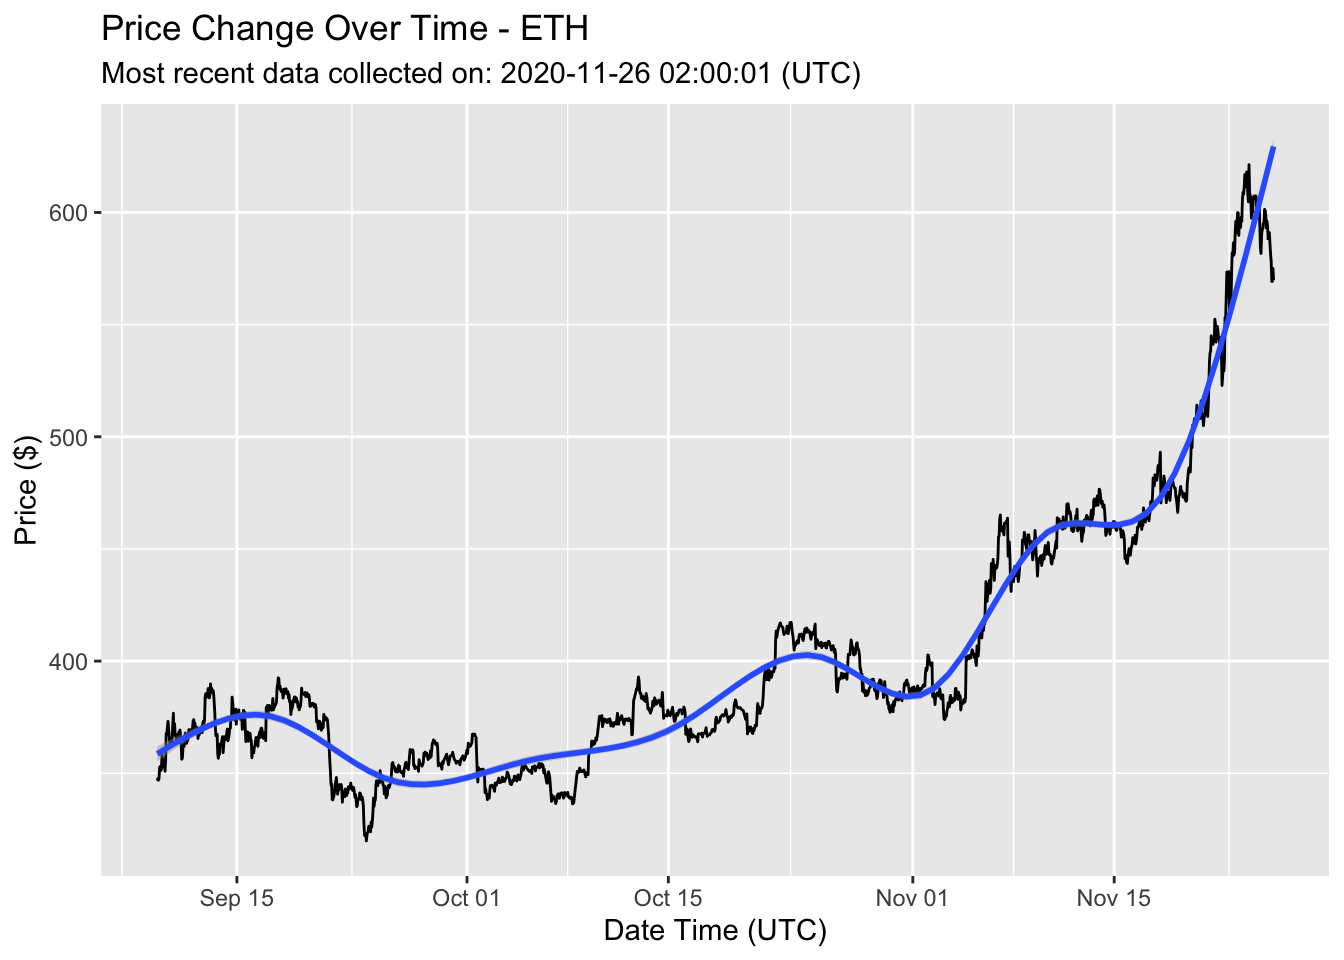 Price Change Over Time - ETH
Most recent data collected on: 2020-11-26 02:00:01 (UTC)
Price ($)
600
500
400
Sep 15
Oct 01
Oct 15
Nov 01
Nov 15
Date Time (UTC)